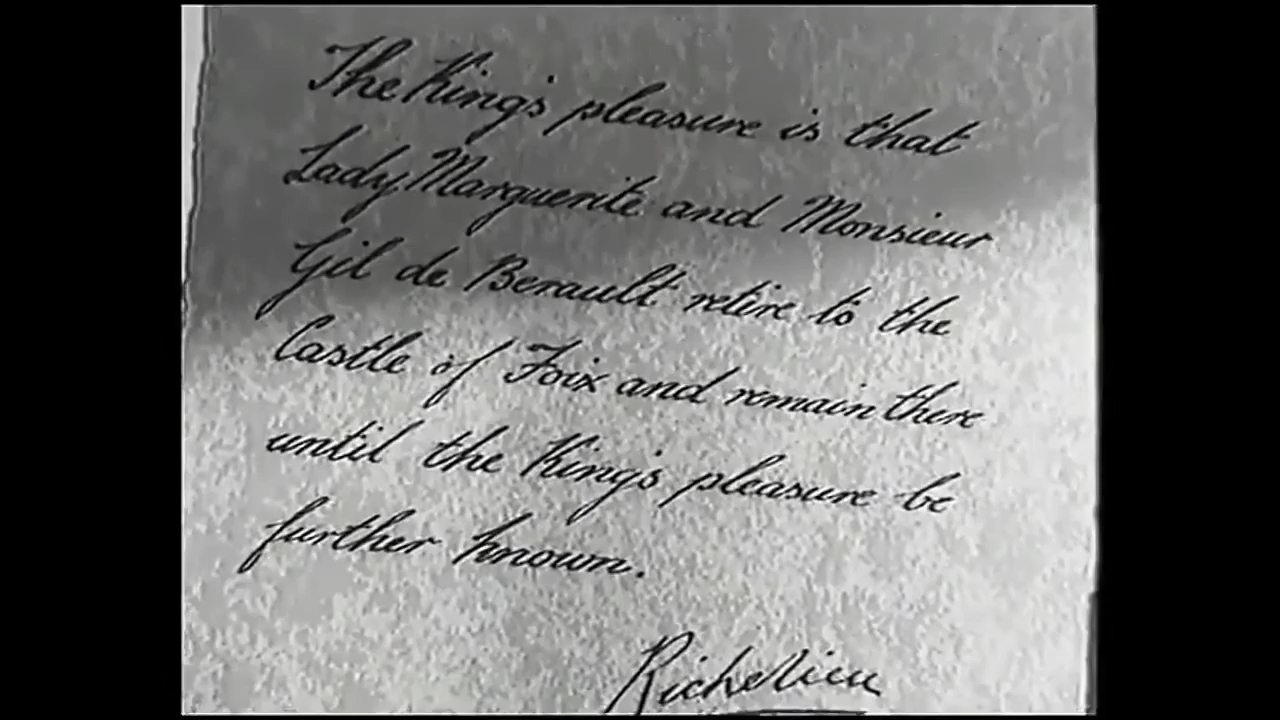 The King's pleasure is that
Lady Marguerite and Monsieur
Gil de Berault retire to the
Castle of Foix and remain there
until the King's pleasure be
further known.
Richelieu